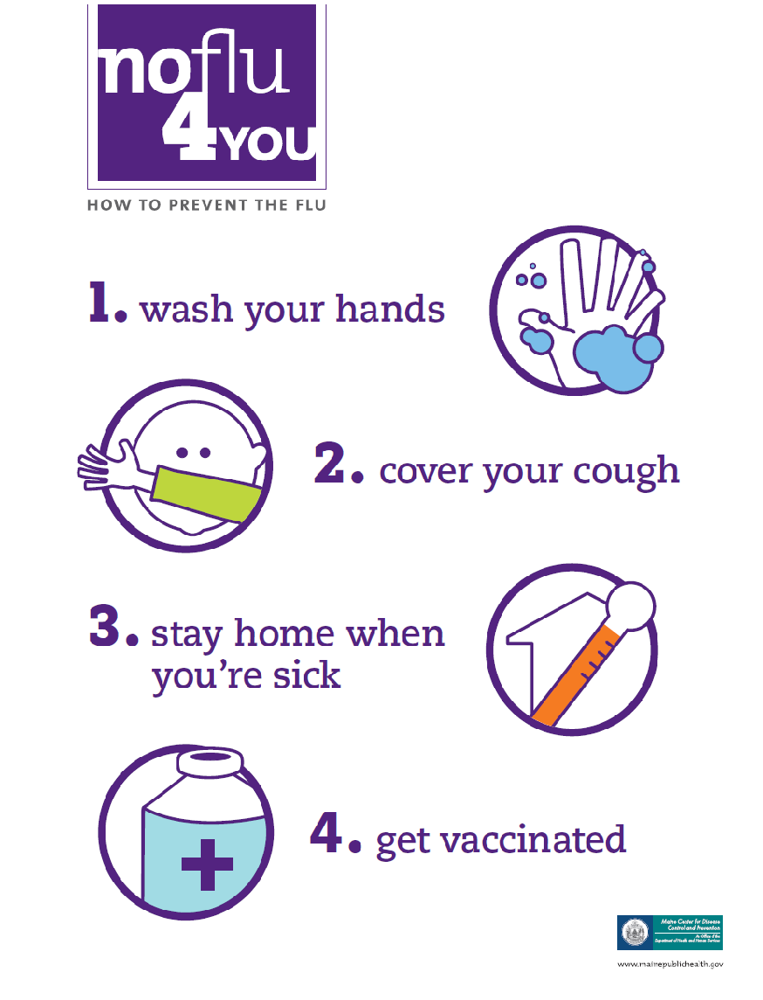 noflu
4YOU
HOW TO PREVENT THE FLU
1. wash your hands
2. cover your cough
3. stay home when
you're sick
4. get vaccinated
Maine Center for Disease
Control and Prevention
An Office of the
Department of Health and Human Services
www.mainepublichealth.gov